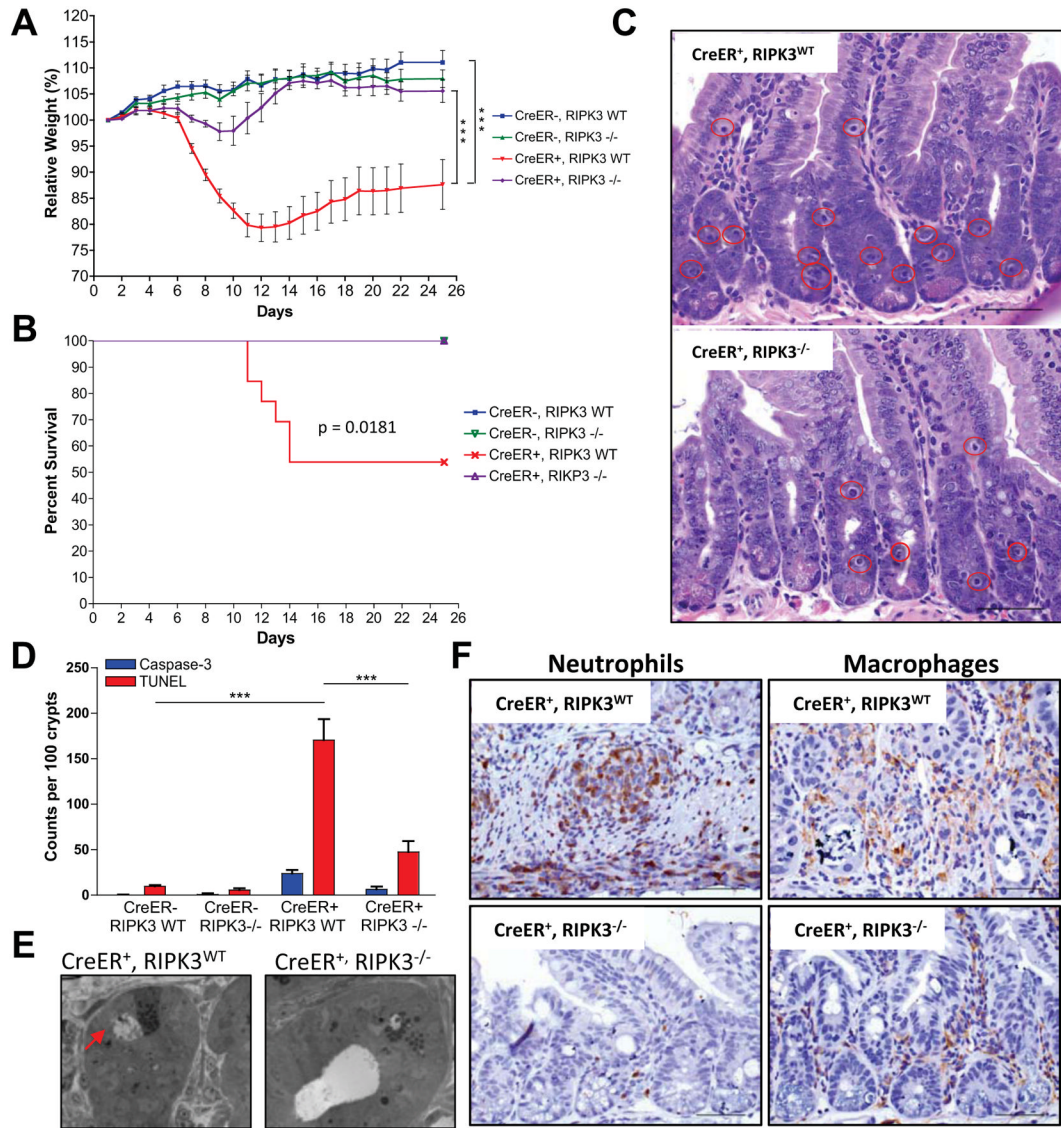 A
120
115
110
105
100
95
90
85
80
75
70
Relative Weight (%)
0 2 4 6 8 10 12 14 16 18 20 22 24 26
Days
CreER-, RIPK3 WT
CreER-, RIPK3 -/-
CreER+, RIPK3 WT
CreER+, RIPK3 -/-
***
***
B
100
90
80
70
60
50
40
30
20
10
0
Percent Survival
p = 0.0181
0 2 4 6 8 10 12 14 16 18 20 22 24 26
Days
CreER-, RIPK3 WT
CreER-, RIPK3 -/-
CreER+, RIPK3 WT
CreER+, RIKP3 -/-
C
CreER+, RIPK3WT
CreER+, RIPK3-/-
D
250
200
150
100
50
0
Counts per 100 crypts
Caspase-3
TUNEL
***
***
CreER- CreER- CreER+ CreER+
RIPK3 WT RIPK3-/- RIPK3 WT RIPK3 -/-
E
CreER+, RIPK3WT
CreER+, RIPK3-/-
F
Neutrophils Macrophages
CreER+, RIPK3WT
CreER+, RIPK3WT
CreER+, RIPK3-/-
CreER+, RIPK3-/-